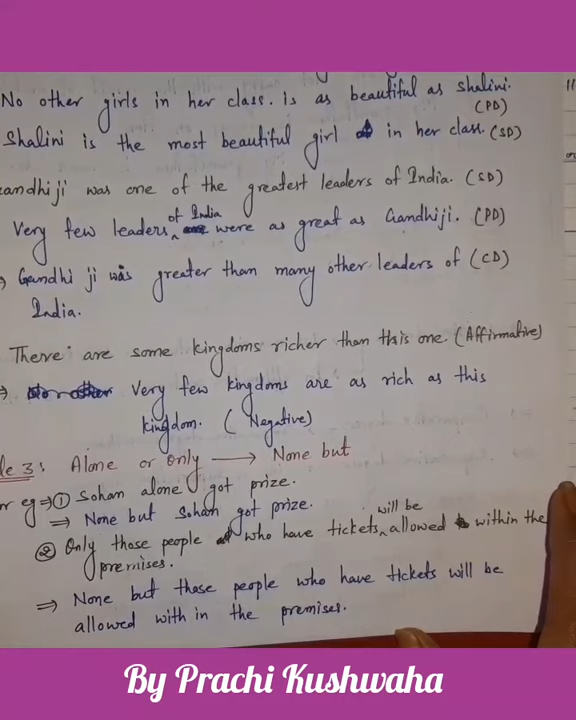 No other girls in her class. is as beautiful as Shalini.
(PD)
Shalini is the most beautiful girl in her class. (SD)
andhiji was one of the greatest leaders of India. (SD)
Very few leaders of India were as great as Gandhiji. (PD)
Gandhi ji was greater than many other leaders of (CD)
India.
There are some kingdoms richer than this one. (Affirmative)
Very few kingdoms are as rich as this
kingdom. (Negative)
le 3: Alone or only → None but
or eg ⇒ ① Sohan alone got prize.
⇒ None but Sohan got prize.
② Only those people who have tickets will be allowed within the
premises.
⇒ None but those people who have tickets will be
allowed with in the premises.
By Prachi Kushwaha